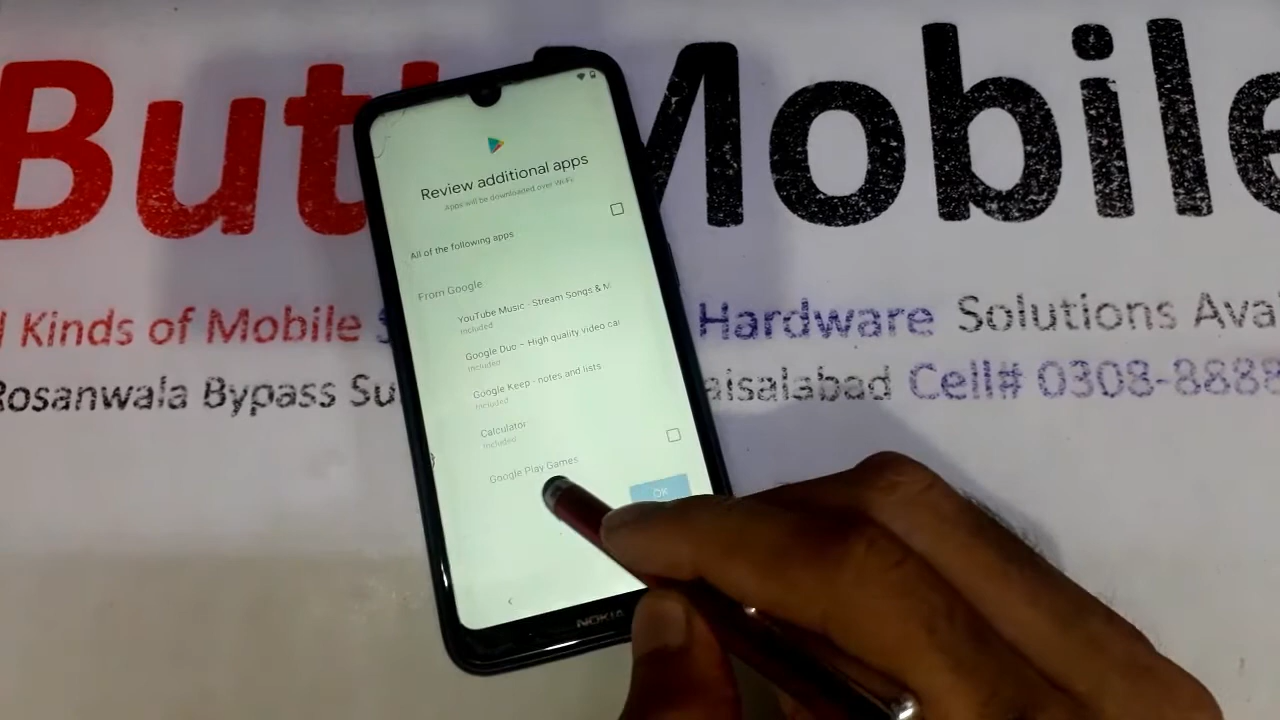 Butt Mobile
l Kinds of Mobile S Hardware Solutions Ava
Rosanwala Bypass Su aisalabad Cell# 0308-8888
Review additional apps
Apps will be downloaded over Wi-Fi.
All of the following apps
From Google
YouTube Music - Stream Songs & M
Included
Google Duo - High quality video cal
Included
Google Keep - notes and lists
Included
Calculator
Included
Google Play Games
OK
NOKIA